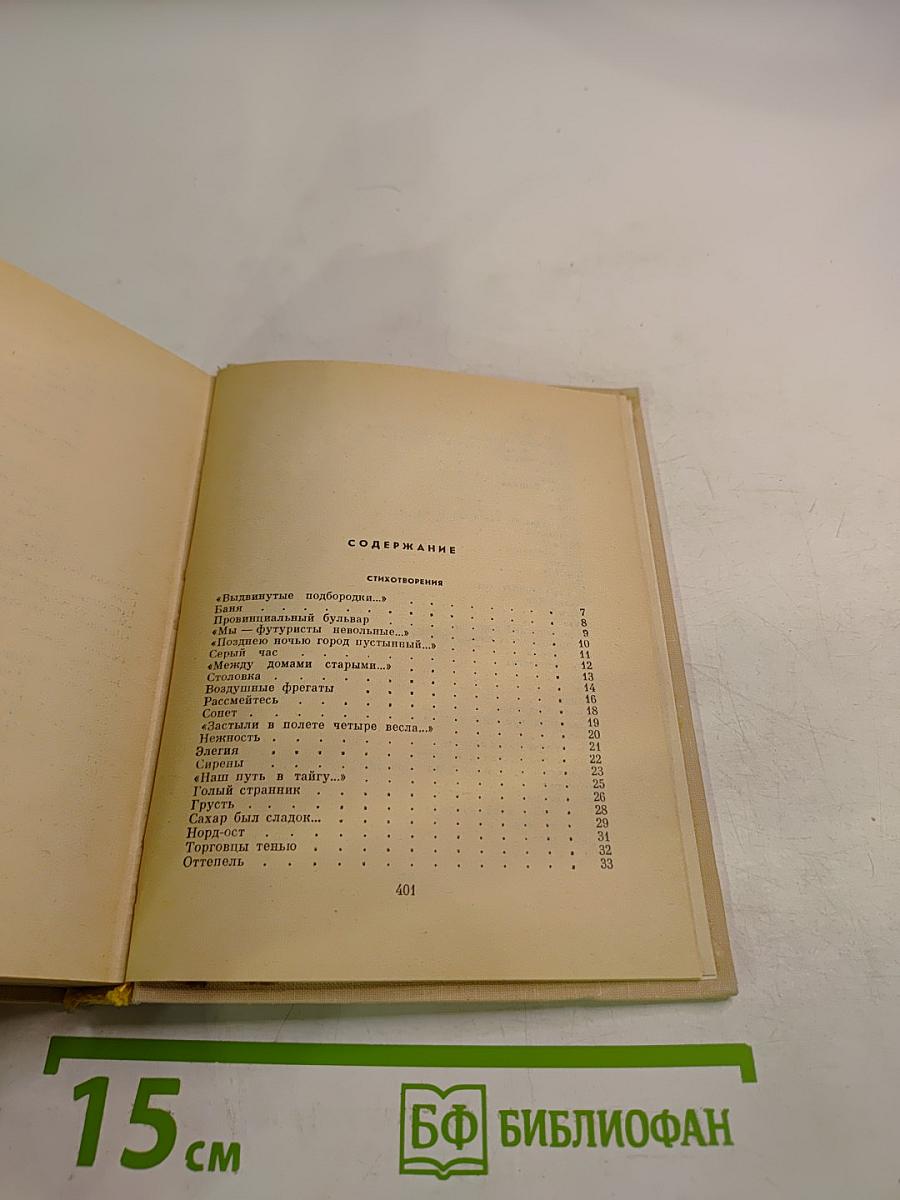 СОДЕРЖАНИЕ
СТИХОТВОРЕНИЯ
«Выдвинутые подбородки...» . . . . . . . 7
Баня . . . . . . . . . . . . 8
Провинциальный бульвар . . . . . . . 9
«Мы — футуристы невольные...» . . . . . . 10
«Позднею ночью город пустынный...» . . . . . 11
Серый час . . . . . . . . . . 12
«Между домами старыми...» . . . . . . . 13
Столовка . . . . . . . . . . . 14
Воздушные фрегаты . . . . . . . . 16
Рассмейтесь . . . . . . . . . . 18
Сонет . . . . . . . . . . . . 19
«Застыли в полете четыре весла...» . . . . . 20
Нежность . . . . . . . . . . . 21
Элегия . . . . . . . . . . . 22
Сирены . . . . . . . . . . . 23
«Наш путь в тайгу...» . . . . . . . . 25
Голый странник . . . . . . . . . 26
Грусть . . . . . . . . . . . 28
Сахар был сладок... . . . . . . . . 29
Норд-ост . . . . . . . . . . . 31
Торговцы тенью . . . . . . . . . 32
Оттепель . . . . . . . . . . . 33
401
15 см
БФ БИБЛИОФАН